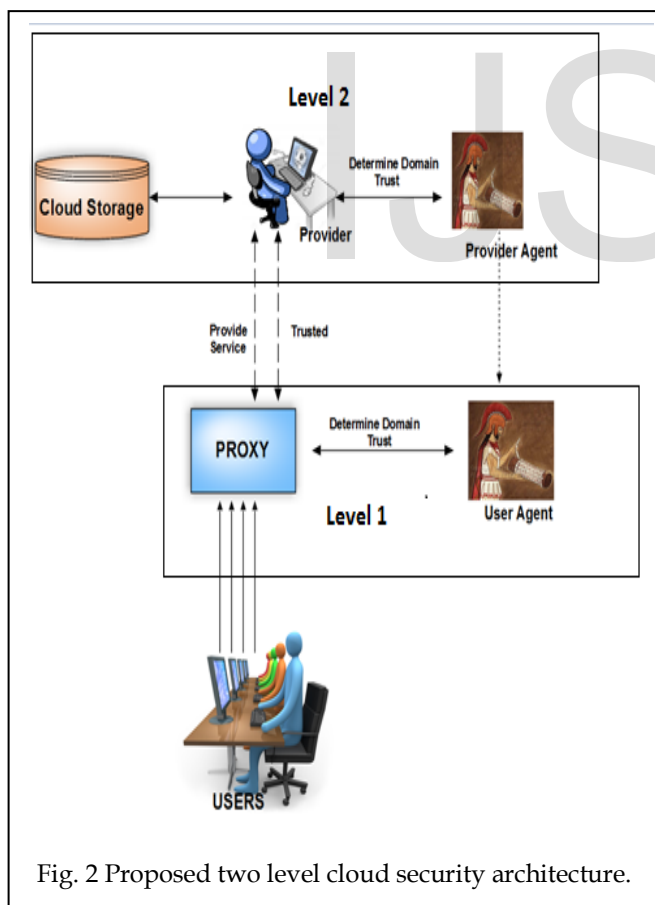 IJS
Level 2
Cloud Storage
Provider
Determine Domain
Trust
Provider Agent
Provide
Service
Trusted
PROXY
Determine Domain
Trust
User Agent
Level 1
USERS
Fig. 2 Proposed two level cloud security architecture.